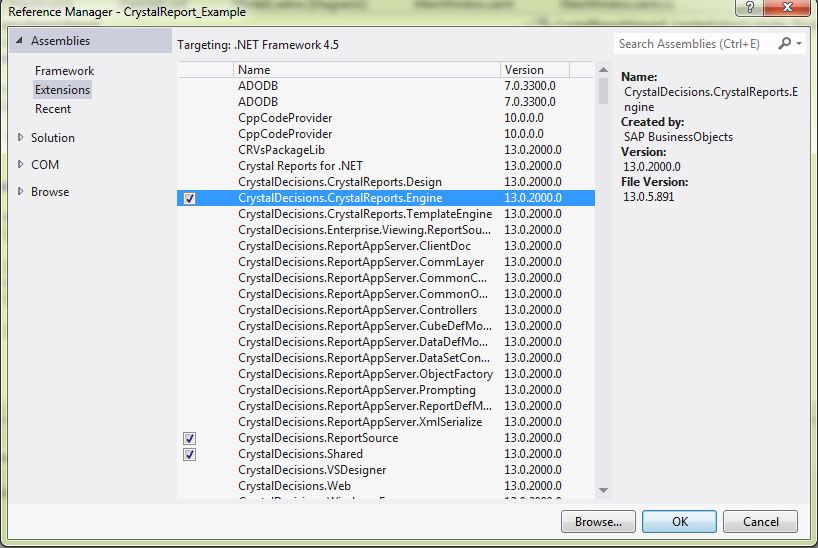 Reference Manager - CrystalReport_Example
Assemblies
Framework
Extensions
Recent
Solution
COM
Browse
Targeting: .NET Framework 4.5
Search Assemblies (Ctrl+E)
Name Version
ADODB 7.0.3300.0
ADODB 7.0.3300.0
CppCodeProvider 10.0.0.0
CppCodeProvider 10.0.0.0
CRVsPackageLib 13.0.2000.0
Crystal Reports for .NET 13.0.2000.0
CrystalDecisions.CrystalReports.Design 13.0.2000.0
CrystalDecisions.CrystalReports.Engine 13.0.2000.0
CrystalDecisions.CrystalReports.TemplateEngine 13.0.2000.0
CrystalDecisions.Enterprise.Viewing.ReportSou... 13.0.2000.0
CrystalDecisions.ReportAppServer.ClientDoc 13.0.2000.0
CrystalDecisions.ReportAppServer.CommLayer 13.0.2000.0
CrystalDecisions.ReportAppServer.CommonC... 13.0.2000.0
CrystalDecisions.ReportAppServer.CommonO... 13.0.2000.0
CrystalDecisions.ReportAppServer.Controllers 13.0.2000.0
CrystalDecisions.ReportAppServer.CubeDefMo... 13.0.2000.0
CrystalDecisions.ReportAppServer.DataDefMo... 13.0.2000.0
CrystalDecisions.ReportAppServer.DataSetCon... 13.0.2000.0
CrystalDecisions.ReportAppServer.ObjectFactory 13.0.2000.0
CrystalDecisions.ReportAppServer.Prompting 13.0.2000.0
CrystalDecisions.ReportAppServer.ReportDefM... 13.0.2000.0
CrystalDecisions.ReportAppServer.XmlSerialize 13.0.2000.0
CrystalDecisions.ReportSource 13.0.2000.0
CrystalDecisions.Shared 13.0.2000.0
CrystalDecisions.VSDesigner 13.0.2000.0
CrystalDecisions.Web 13.0.2000.0
Name:
CrystalDecisions.CrystalReports.E
ngine
Created by:
SAP BusinessObjects
Version:
13.0.2000.0
File Version:
13.0.5.891
Browse...
OK
Cancel